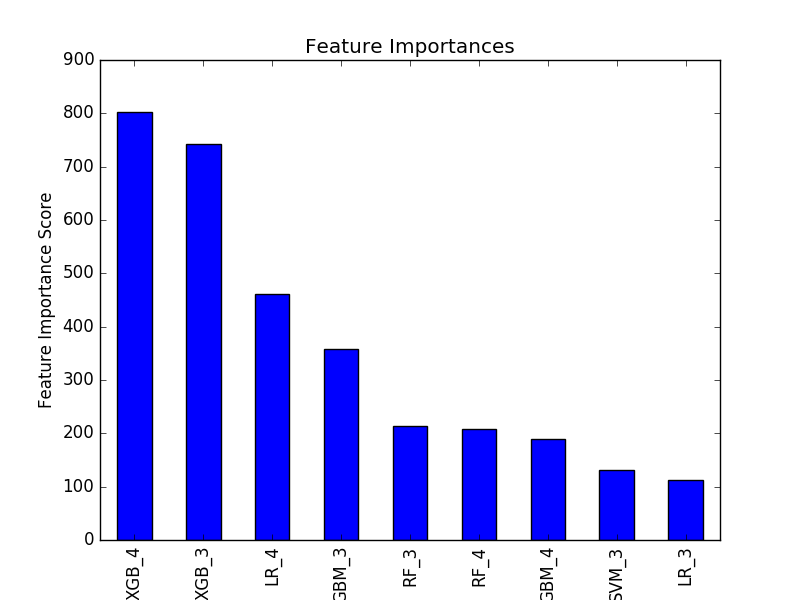 Feature Importances
900
800
700
600
500
400
300
200
100
0
Feature Importance Score
XGB_4
XGB_3
LR_4
GBM_3
RF_3
RF_4
GBM_4
SVM_3
LR_3